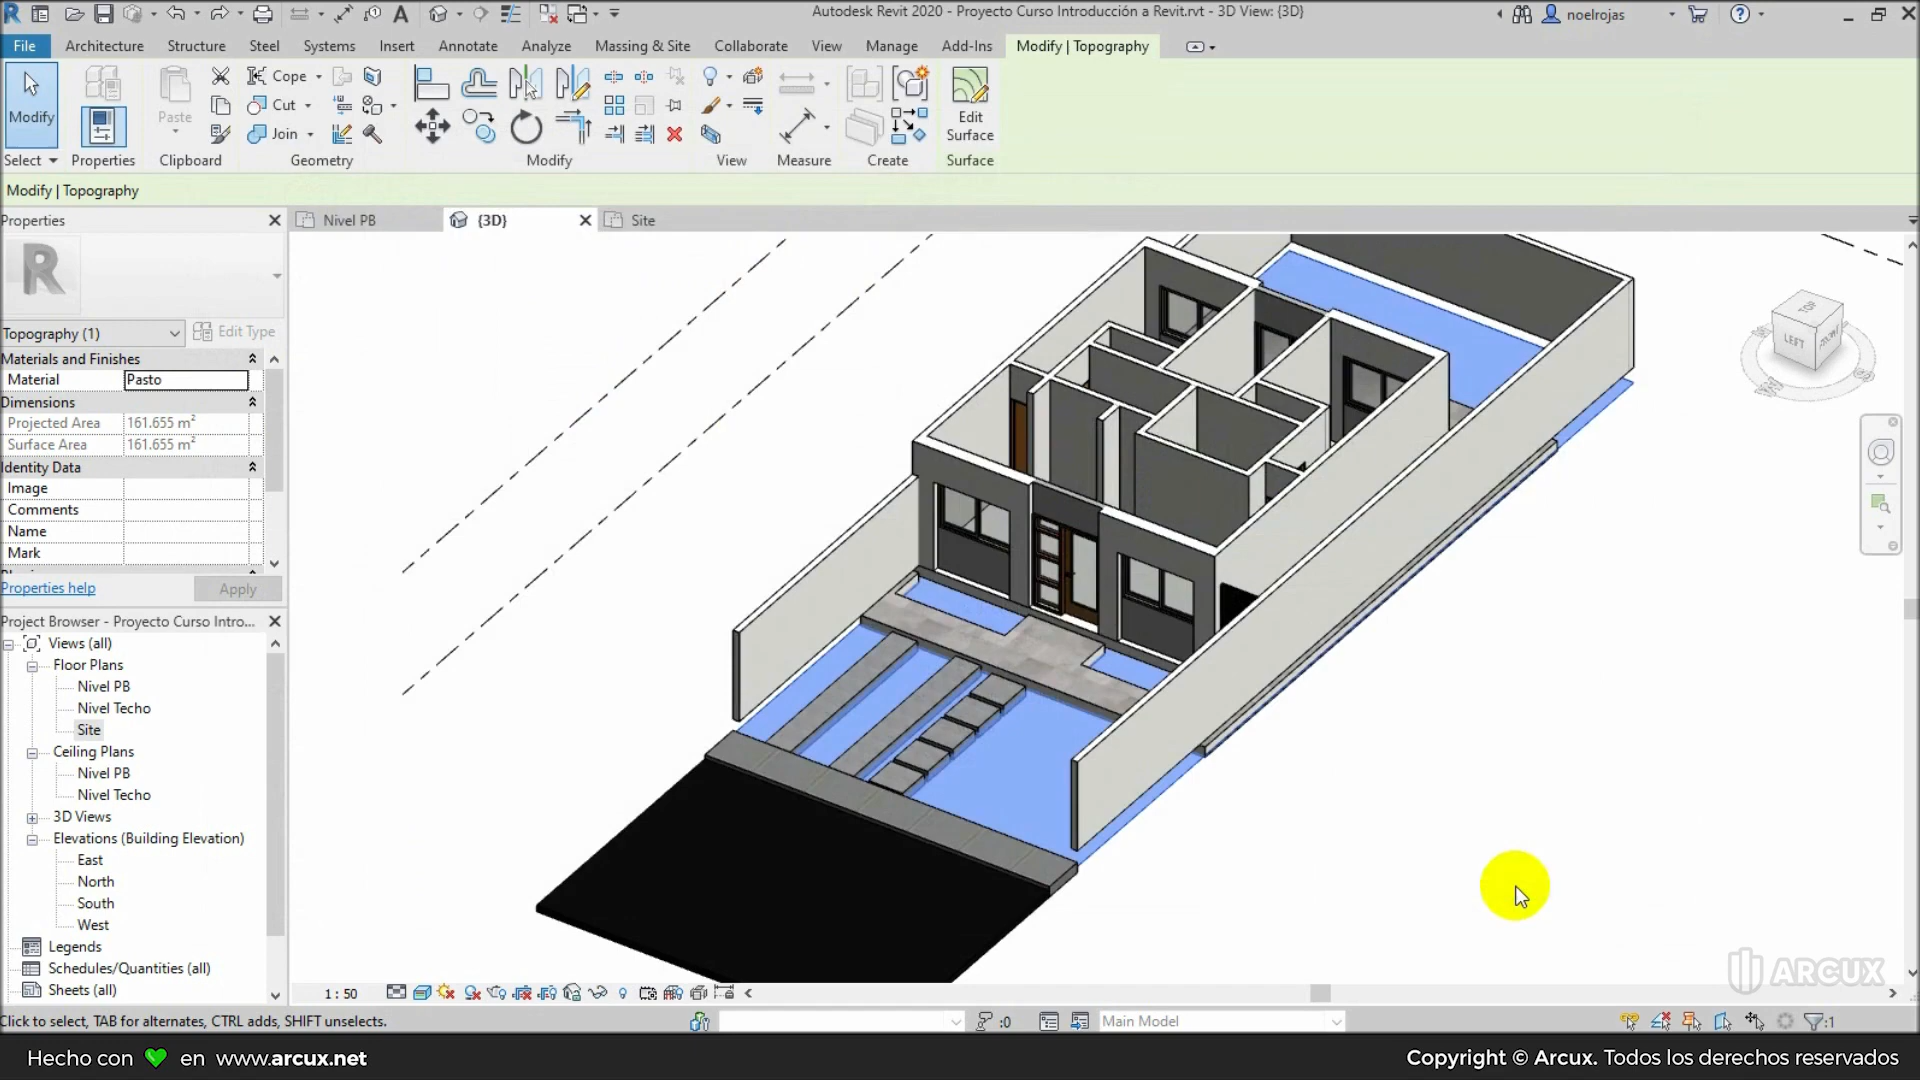 Autodesk Revit 2020 - Proyecto Curso Introducción a Revit.rvt - 3D View: {3D}
noelrojas
File
Architecture
Structure
Steel
Systems
Insert
Annotate
Analyze
Massing & Site
Collaborate
View
Manage
Add-Ins
Modify | Topography
Modify
Paste
Cope
Cut
Join
Edit
Surface
Select
Properties
Clipboard
Geometry
Modify
View
Measure
Create
Surface
Modify | Topography
Properties
Nivel PB
{3D}
Site
R
Topography (1)
Edit Type
Materials and Finishes
Material
Pasto
Dimensions
Projected Area
161.655 m²
Surface Area
161.655 m²
Identity Data
Image
Comments
Name
Mark
Properties help
Apply
Project Browser - Proyecto Curso Intro...
Views (all)
Floor Plans
Nivel PB
Nivel Techo
Site
Ceiling Plans
Nivel PB
Nivel Techo
3D Views
Elevations (Building Elevation)
East
North
South
West
Legends
Schedules/Quantities (all)
Sheets (all)
TOP
LEFT
1 : 50
ARCUX
Click to select, TAB for alternates, CTRL adds, SHIFT unselects.
:0
Main Model
:1
Hecho con en www.arcux.net
Copyright © Arcux. Todos los derechos reservados